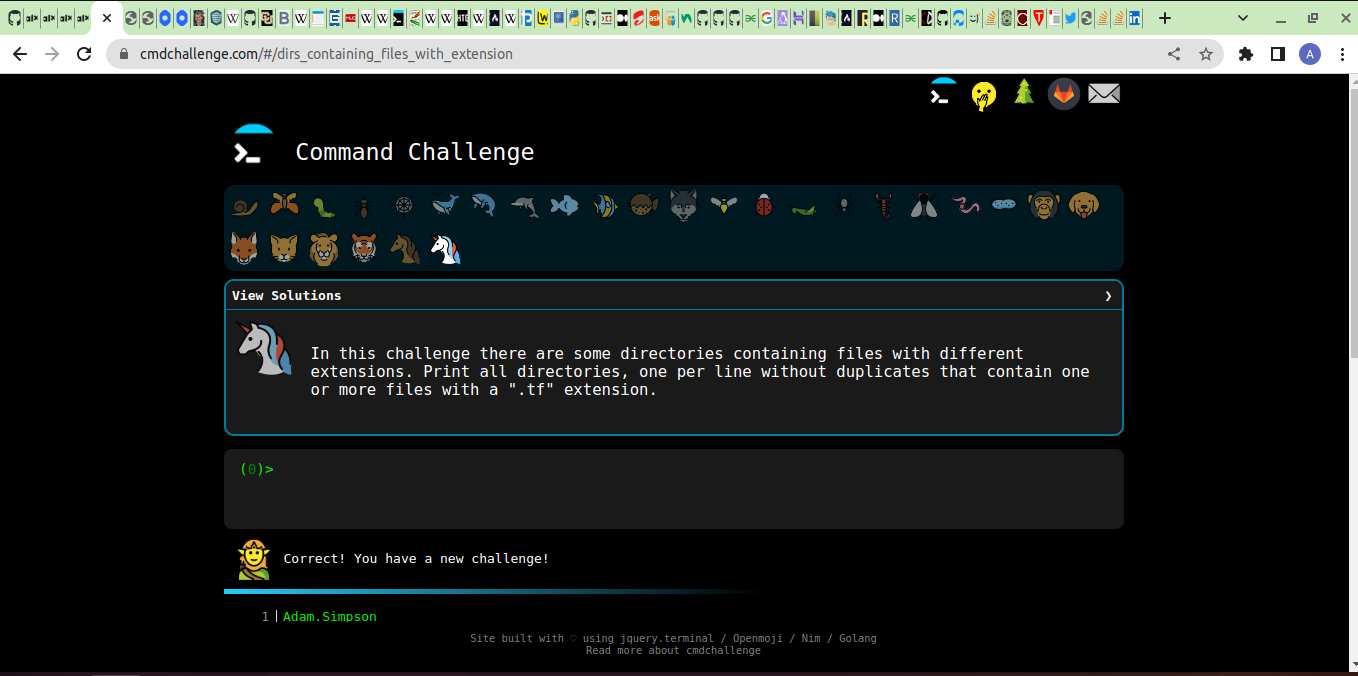 cmdchallenge.com/#/dirs_containing_files_with_extension
A
Command Challenge
View Solutions
In this challenge there are some directories containing files with different
extensions. Print all directories, one per line without duplicates that contain one
or more files with a ".tf" extension.
(0)>
Correct! You have a new challenge!
1 | Adam.Simpson
Site built with ♡ using jquery.terminal / Openmoji / Nim / Golang
Read more about cmdchallenge